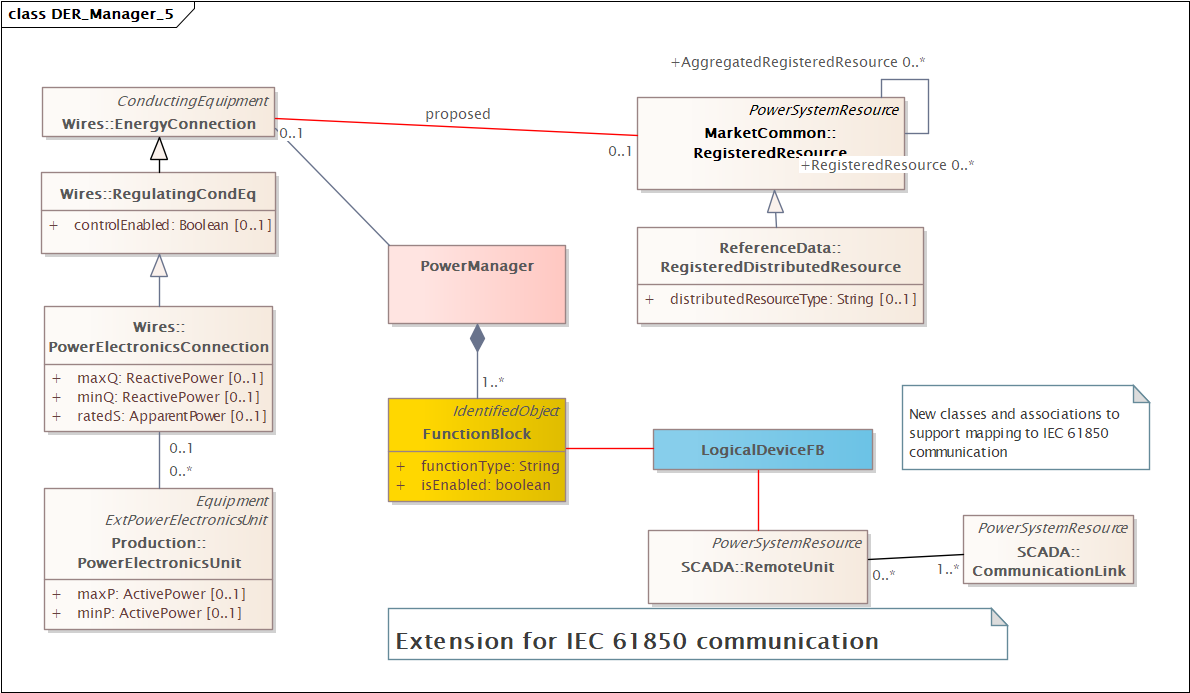 class DER_Manager_5
+AggregatedRegisteredResource 0..*
ConductingEquipment
Wires::EnergyConnection
0..1
proposed
0..1
PowerSystemResource
MarketCommon::
RegisteredResource
+RegisteredResource 0..*
Wires::RegulatingCondEq
+ controlEnabled: Boolean [0..1]
PowerManager
ReferenceData::
RegisteredDistributedResource
+ distributedResourceType: String [0..1]
Wires::
PowerElectronicsConnection
+ maxQ: ReactivePower [0..1]
+ minQ: ReactivePower [0..1]
+ ratedS: ApparentPower [0..1]
1..*
IdentifiedObject
FunctionBlock
+ functionType: String
+ isEnabled: boolean
LogicalDeviceFB
New classes and associations to
support mapping to IEC 61850
communication
0..1
0..*
Equipment
ExtPowerElectronicsUnit
Production::
PowerElectronicsUnit
+ maxP: ActivePower [0..1]
+ minP: ActivePower [0..1]
PowerSystemResource
SCADA::RemoteUnit
0..*
1..*
PowerSystemResource
SCADA::
CommunicationLink
Extension for IEC 61850 communication